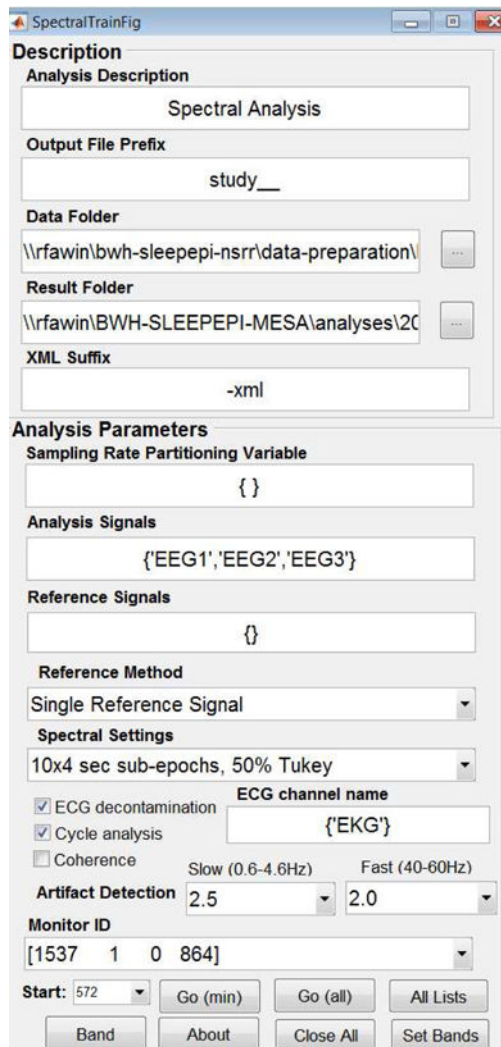 SpectralTrainFig
Description
Analysis Description
Spectral Analysis
Output File Prefix
study__
Data Folder
\\rfawin\bwh-sleepepi-nsrr\data-preparation\
...
Result Folder
\\rfawin\BWH-SLEEPEPI-MESA\analyses\20
...
XML Suffix
-xml
Analysis Parameters
Sampling Rate Partitioning Variable
{ }
Analysis Signals
{'EEG1','EEG2','EEG3'}
Reference Signals
{}
Reference Method
Single Reference Signal
Spectral Settings
10x4 sec sub-epochs, 50% Tukey
ECG decontamination
ECG channel name
Cycle analysis
{'EKG'}
Coherence
Slow (0.6-4.6Hz) Fast (40-60Hz)
Artifact Detection 2.5 2.0
Monitor ID
[1537 1 0 864]
Start: 572 Go (min) Go (all) All Lists
Band About Close All Set Bands